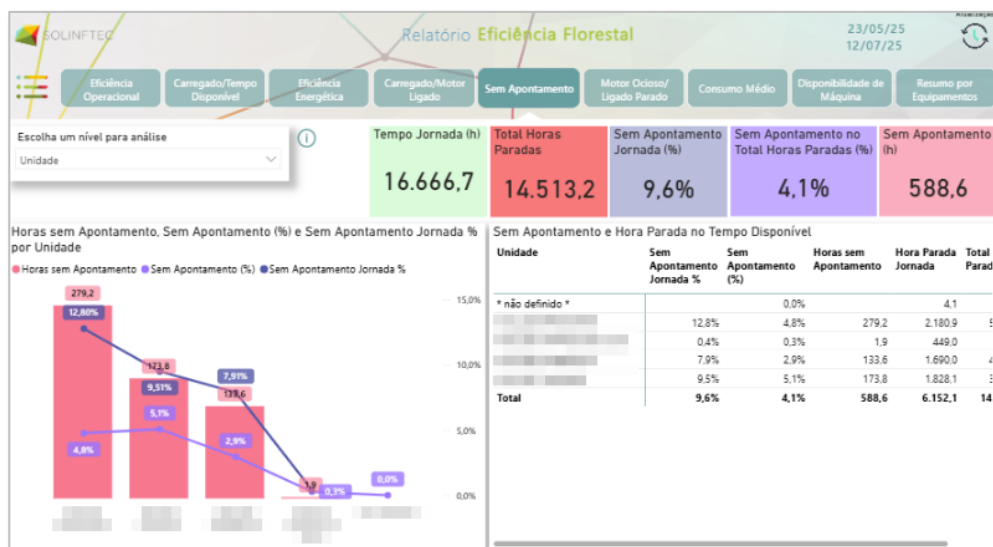 SOLINFTEC
Relatório Eficiência Florestal
23/05/25
12/07/25
Eficiência
Operacional
Carregado/Tempo
Disponível
Eficiência
Energética
Carregado/Motor
Ligado
Sem Apontamento
Motor Ocioso/
Ligado Parado
Consumo Médio
Disponibilidade de
Máquina
Resumo por
Equipamentos
Escolha um nível para análise
Unidade
Tempo Jornada (h)
16.666,7
Total Horas
Paradas
14.513,2
Sem Apontamento
Jornada (%)
9,6%
Sem Apontamento no
Total Horas Paradas (%)
4,1%
Sem Apontamento
(h)
588,6
Horas sem Apontamento, Sem Apontamento (%) e Sem Apontamento Jornada %
por Unidade
Horas sem Apontamento Sem Apontamento (%) Sem Apontamento Jornada %
279,2
12,80%
173,8
9,51%
7,91%
133,6
5,1%
4,8%
2,9%
1,9
0,3%
0,0%
15,0%
10,0%
5,0%
0,0%
Sem Apontamento e Hora Parada no Tempo Disponível
Unidade Sem Apontamento Jornada % Sem Apontamento (%) Horas sem Apontamento Hora Parada Jornada Total
* não definido * 0.0% 4,1
12,8% 4,8% 279,2 2.180,9
0,4% 0,3% 1,9 449,0
7,9% 2,9% 133,6 1.690,0
9,5% 5,1% 173,8 1.828,1
Total 9,6% 4,1% 588,6 6.152,1